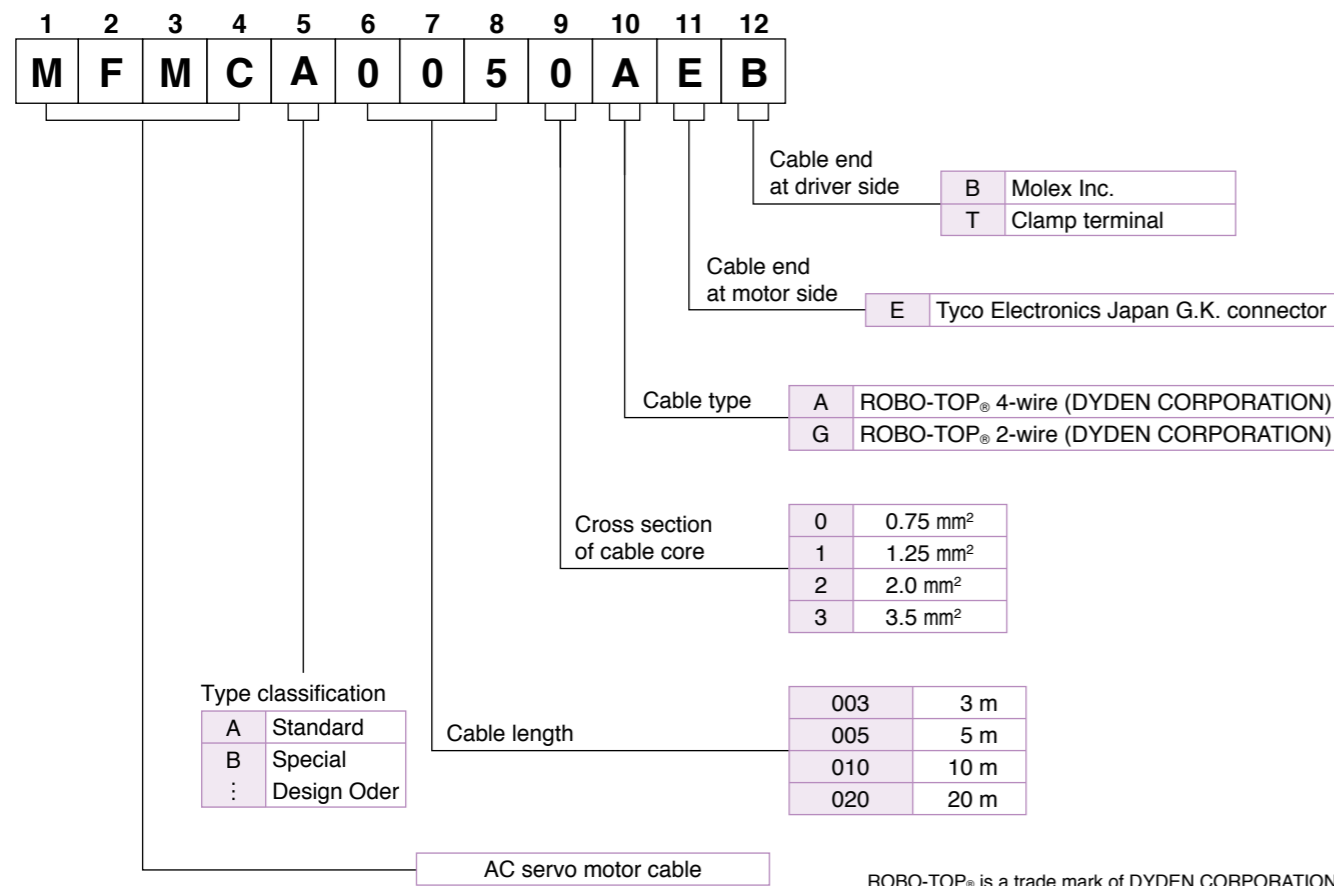 1 2 3 4 5 6 7 8 9 10 11 12
M F M C A 0 0 5 0 A E B
Cable end
at driver side
B Molex Inc.
T Clamp terminal
Cable end
at motor side
E Tyco Electronics Japan G.K. connector
Cable type
A ROBO-TOP® 4-wire (DYDEN CORPORATION)
G ROBO-TOP® 2-wire (DYDEN CORPORATION)
Cross section
of cable core
0 0.75 mm²
1 1.25 mm²
2 2.0 mm²
3 3.5 mm²
Type classification
A Standard
B Special
⋮ Design Oder
Cable length
003 3 m
005 5 m
010 10 m
020 20 m
AC servo motor cable
ROBO-TOP® is a trade mark of DYDEN CORPORATION